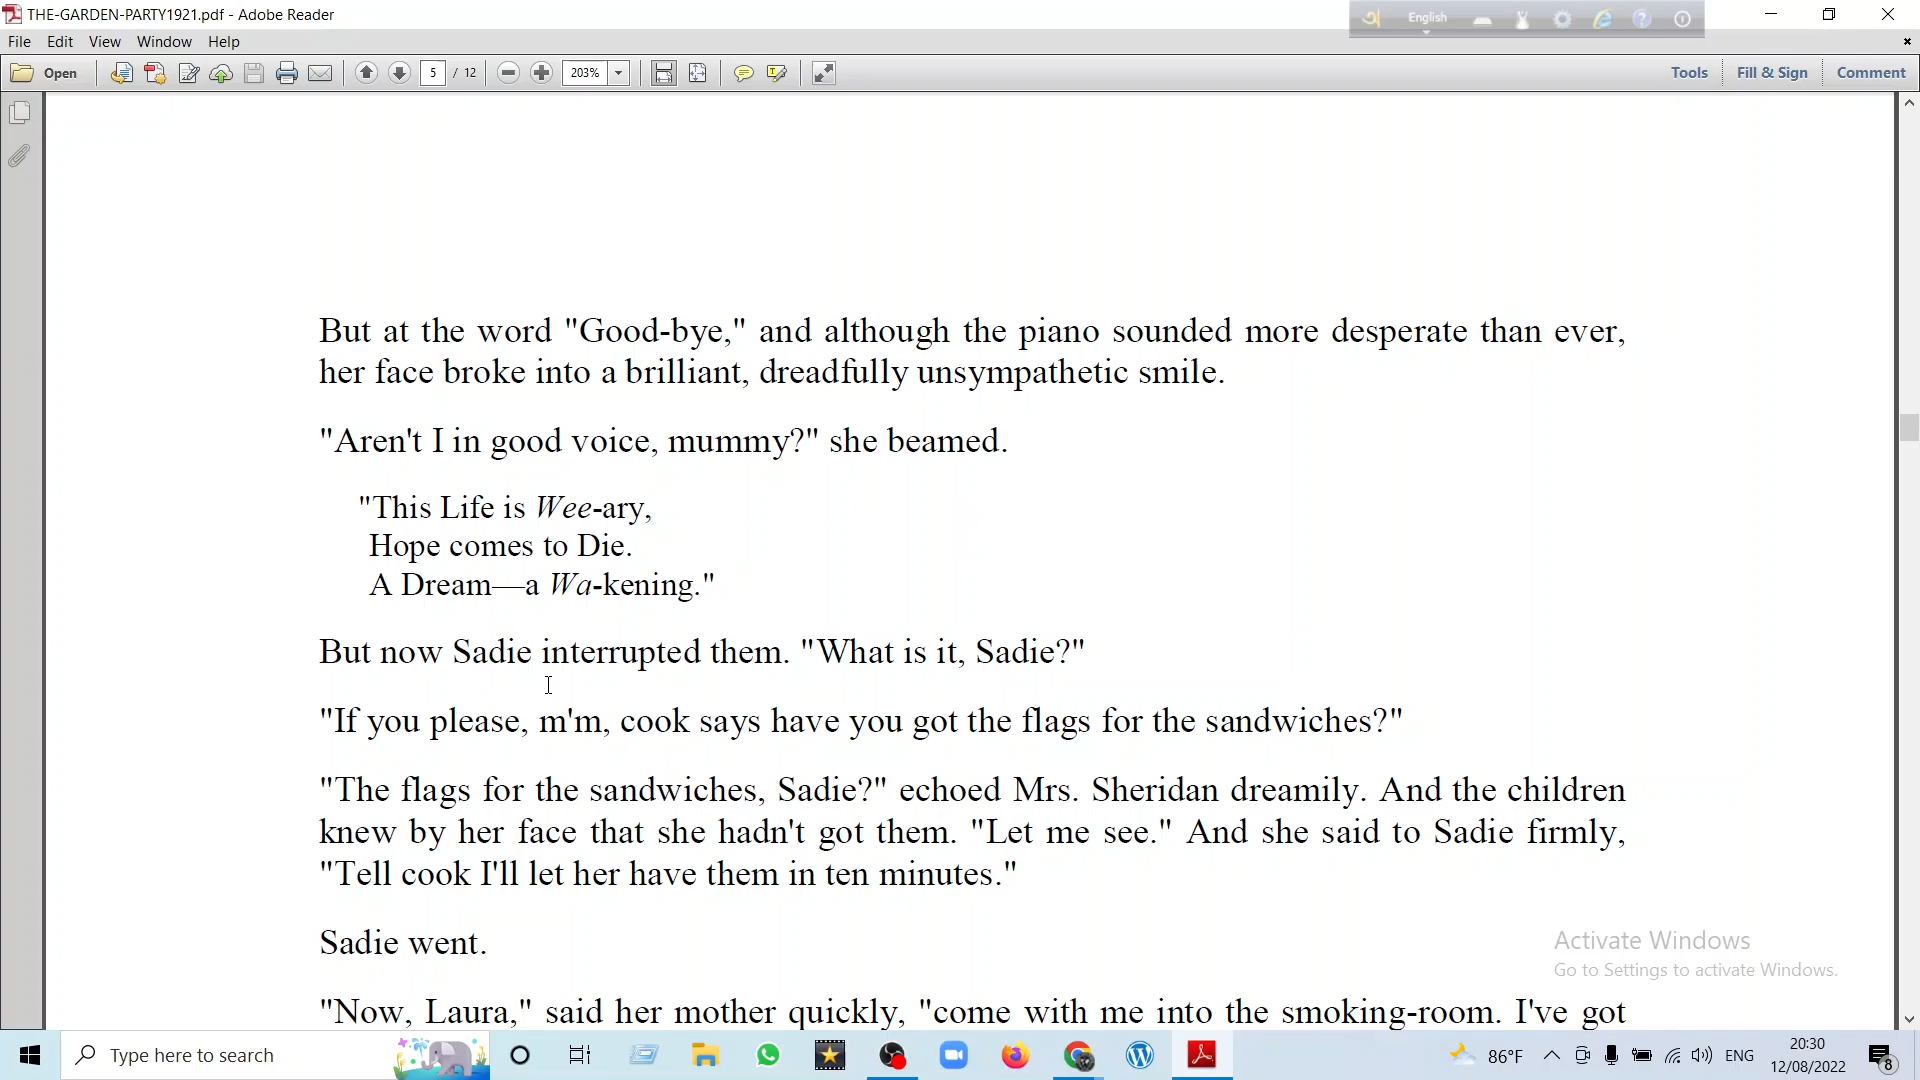 THE-GARDEN-PARTY1921.pdf - Adobe Reader
English
File Edit View Window Help
Open 5 / 12 203% Tools Fill & Sign Comment
But at the word "Good-bye," and although the piano sounded more desperate than ever,
her face broke into a brilliant, dreadfully unsympathetic smile.
"Aren't I in good voice, mummy?" she beamed.
"This Life is Wee-ary,
Hope comes to Die.
A Dream—a Wa-kening."
But now Sadie interrupted them. "What is it, Sadie?"
"If you please, m'm, cook says have you got the flags for the sandwiches?"
"The flags for the sandwiches, Sadie?" echoed Mrs. Sheridan dreamily. And the children
knew by her face that she hadn't got them. "Let me see." And she said to Sadie firmly,
"Tell cook I'll let her have them in ten minutes."
Sadie went.
"Now, Laura," said her mother quickly, "come with me into the smoking-room. I've got
Activate Windows
Go to Settings to activate Windows.
Type here to search
86°F ENG
20:30
12/08/2022
8